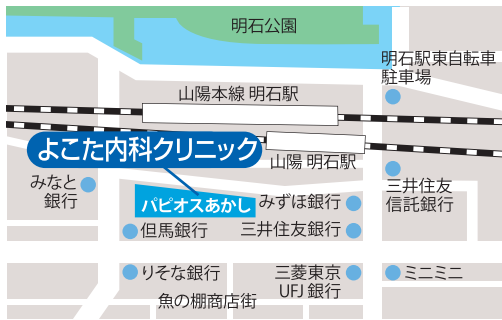 明石公園
明石駅東自転車
駐車場
山陽本線 明石駅
よこた内科クリニック
山陽 明石駅
みなと
銀行
パピオスあかし
みずほ銀行
三井住友
信託銀行
但馬銀行
三井住友銀行
りそな銀行
三菱東京
UFJ 銀行
ミニミニ
魚の棚商店街